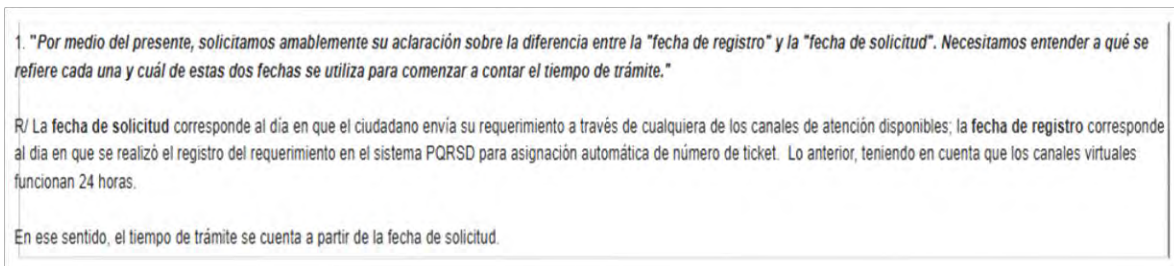 1. "Por medio del presente, solicitamos amablemente su aclaración sobre la diferencia entre la "fecha de registro" y la "fecha de solicitud". Necesitamos entender a qué se
refiere cada una y cuál de estas dos fechas se utiliza para comenzar a contar el tiempo de trámite."
R/ La fecha de solicitud corresponde al día en que el ciudadano envía su requerimiento a través de cualquiera de los canales de atención disponibles; la fecha de registro corresponde
al dia en que se realizó el registro del requerimiento en el sistema PQRSD para asignación automática de número de ticket. Lo anterior, teniendo en cuenta que los canales virtuales
funcionan 24 horas.
En ese sentido, el tiempo de trámite se cuenta a partir de la fecha de solicitud.